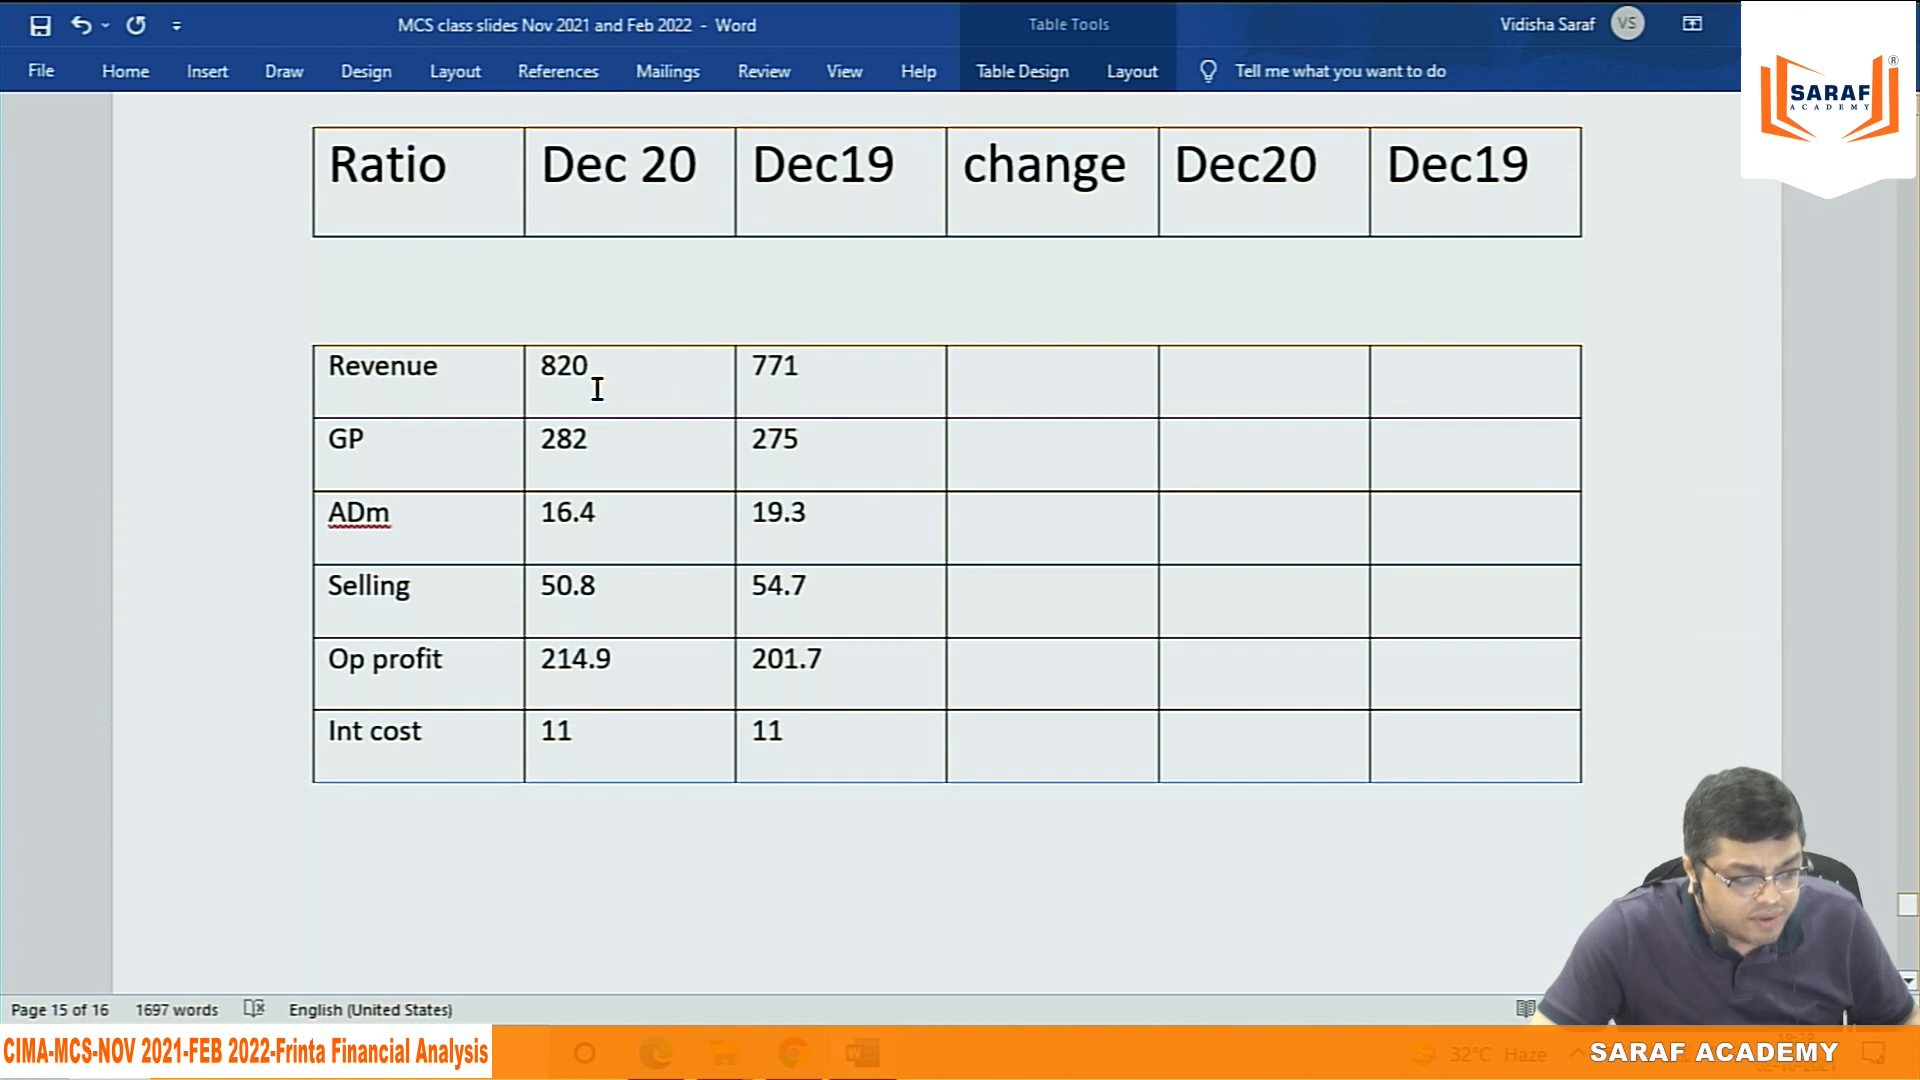 MCS class slides Nov 2021 and Feb 2022 - Word
Table Tools
Vidisha Saraf VS
File Home Insert Draw Design Layout References Mailings Review View Help Table Design Layout Tell me what you want to do
SARAF
ACADEMY
®
Ratio Dec 20 Dec19 change Dec20 Dec19
Revenue 820 771
GP 282 275
ADm 16.4 19.3
Selling 50.8 54.7
Op profit 214.9 201.7
Int cost 11 11
Page 15 of 16 1697 words English (United States)
CIMA-MCS-NOV 2021-FEB 2022-Frinta Financial Analysis
32°C Haze
SARAF ACADEMY